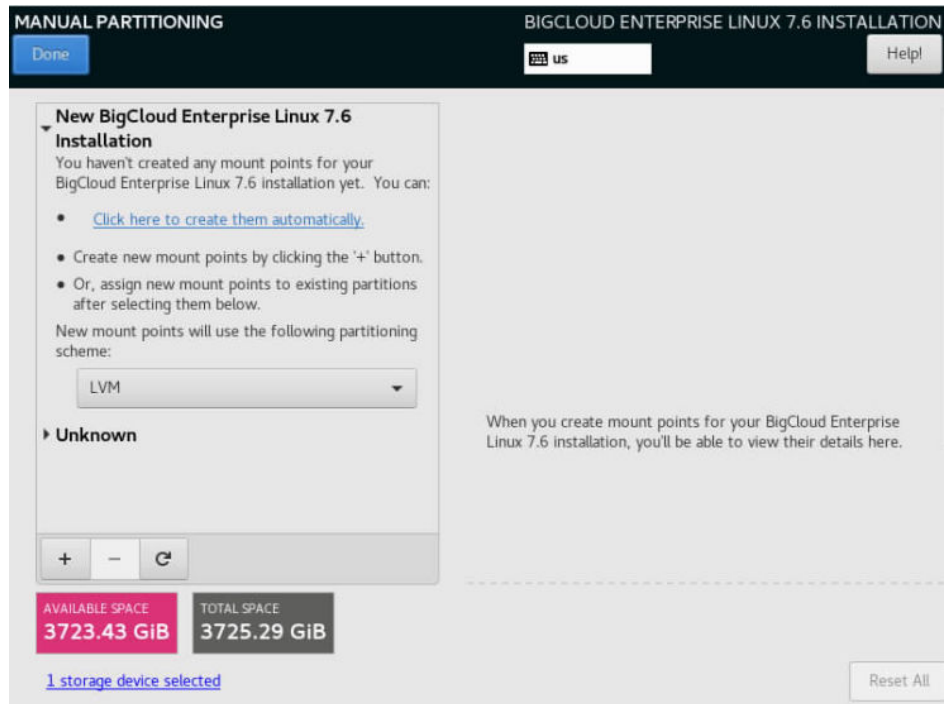 MANUAL PARTITIONING
BIGCLOUD ENTERPRISE LINUX 7.6 INSTALLATION
Done
us
Help!
New BigCloud Enterprise Linux 7.6
Installation
You haven't created any mount points for your
BigCloud Enterprise Linux 7.6 installation yet. You can:
• Click here to create them automatically.
• Create new mount points by clicking the '+' button.
• Or, assign new mount points to existing partitions
after selecting them below.
New mount points will use the following partitioning
scheme:
LVM
Unknown
When you create mount points for your BigCloud Enterprise
Linux 7.6 installation, you'll be able to view their details here.
+ −
AVAILABLE SPACE
3723.43 GiB
TOTAL SPACE
3725.29 GiB
1 storage device selected
Reset All